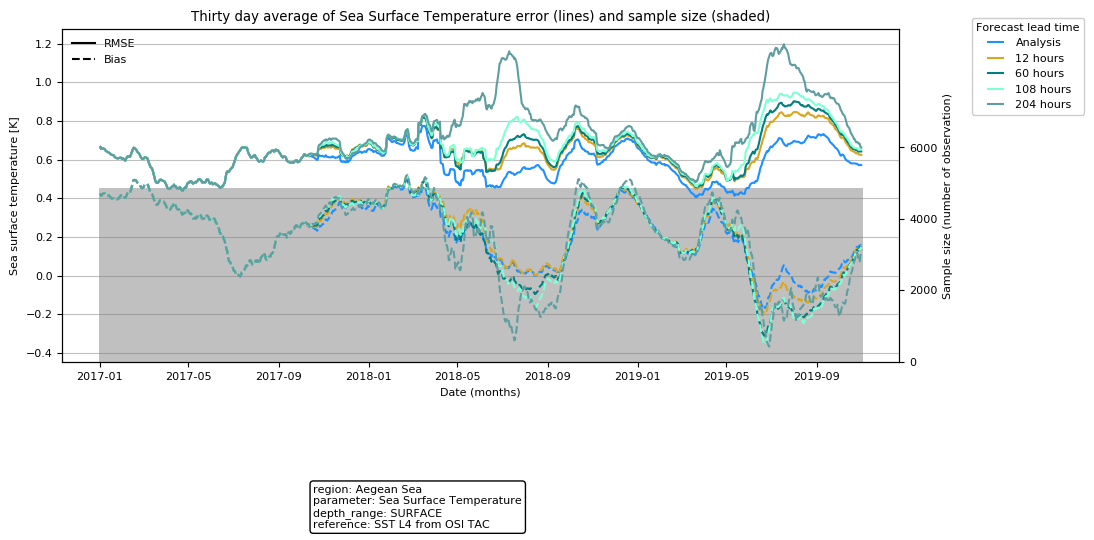 Thirty day average of Sea Surface Temperature error (lines) and sample size (shaded)
Forecast lead time
Analysis
12 hours
60 hours
108 hours
204 hours
RMSE
Bias
Sea surface temperature [K]
1.2
1.0
0.8
0.6
0.4
0.2
0.0
−0.2
−0.4
6000
4000
2000
0
Sample size (number of observation)
2017-01 2017-05 2017-09 2018-01 2018-05 2018-09 2019-01 2019-05 2019-09
Date (months)
region: Aegean Sea
parameter: Sea Surface Temperature
depth_range: SURFACE
reference: SST L4 from OSI TAC